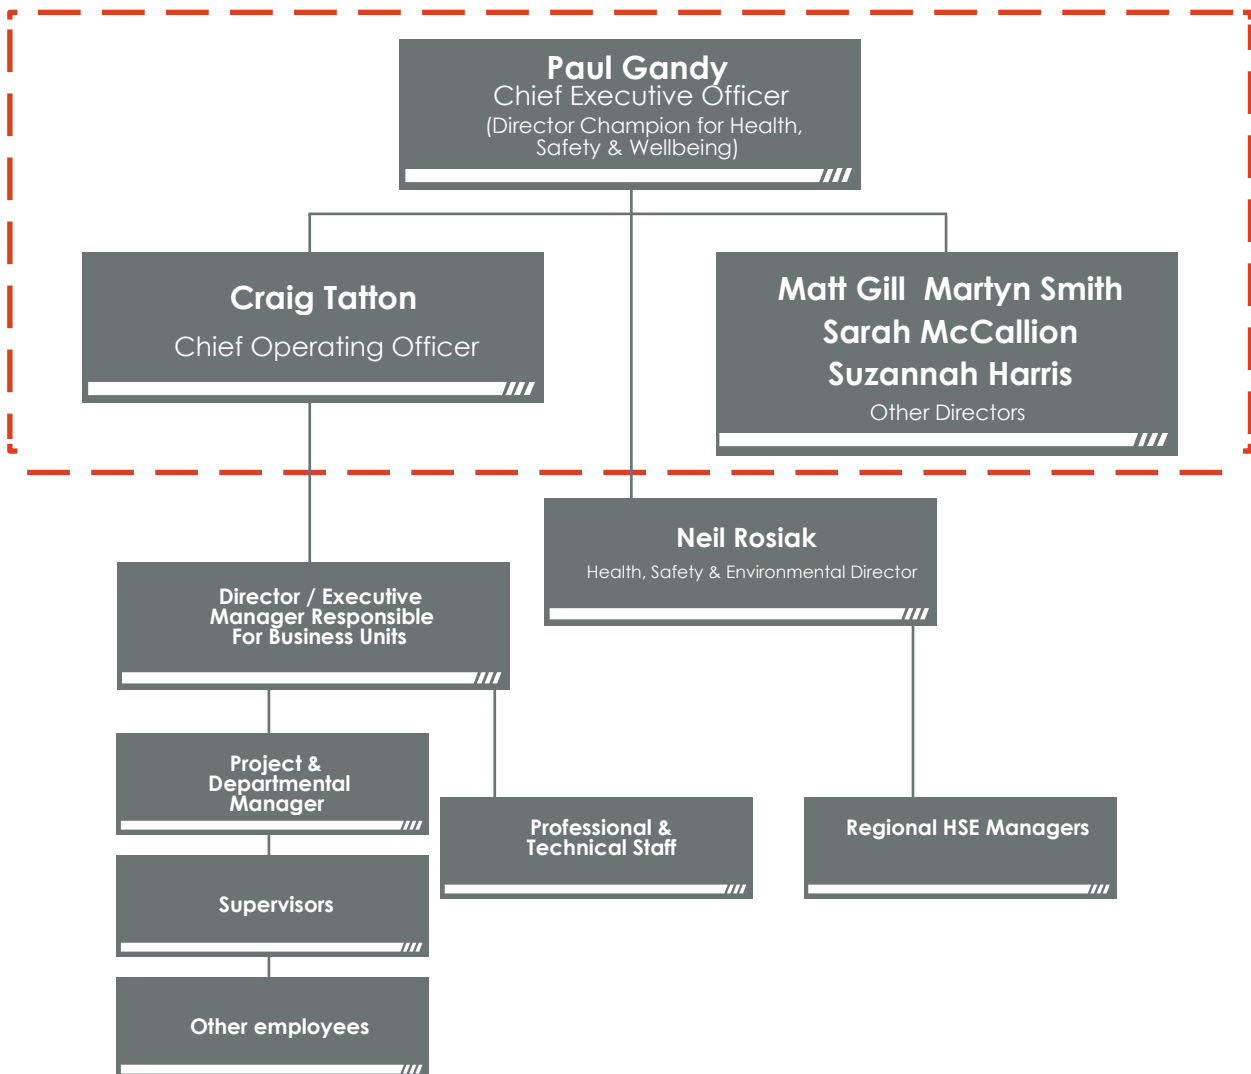 Paul Gandy
Chief Executive Officer
(Director Champion for Health,
Safety & Wellbeing)
Craig Tatton
Chief Operating Officer
Matt Gill  Martyn Smith
Sarah McCallion
Suzannah Harris
Other Directors
Neil Rosiak
Health, Safety & Environmental Director
Director / Executive
Manager Responsible
For Business Units
Project &
Departmental
Manager
Professional &
Technical Staff
Regional HSE Managers
Supervisors
Other employees